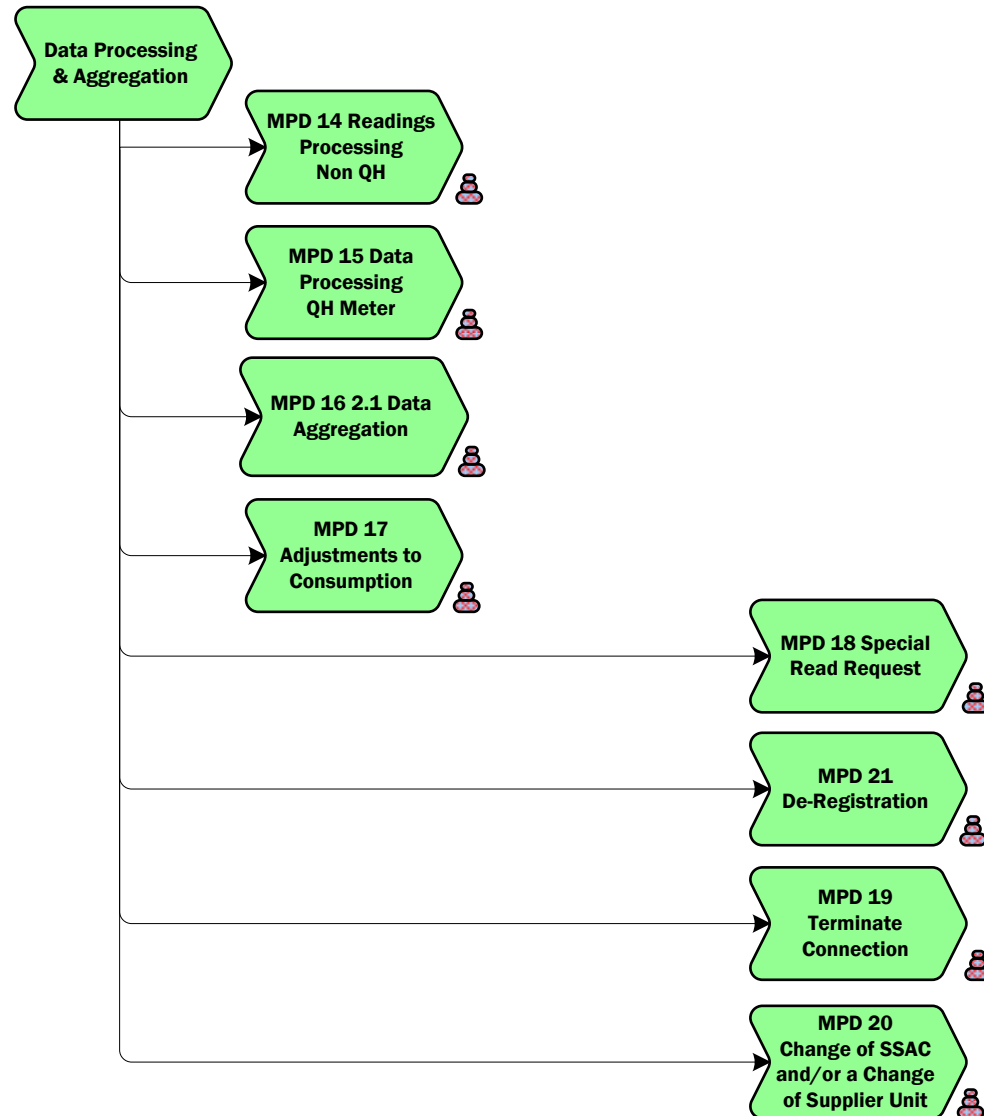 Data Processing
& Aggregation
MPD 14 Readings
Processing
Non QH
MPD 15 Data
Processing
QH Meter
MPD 16 2.1 Data
Aggregation
MPD 17
Adjustments to
Consumption
MPD 18 Special
Read Request
MPD 21
De-Registration
MPD 19
Terminate
Connection
MPD 20
Change of SSAC
and/or a Change
of Supplier Unit